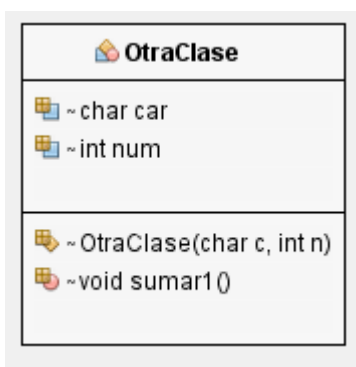 OtraClase
~char car
~int num
~OtraClase(char c, int n)
~void sumar1()